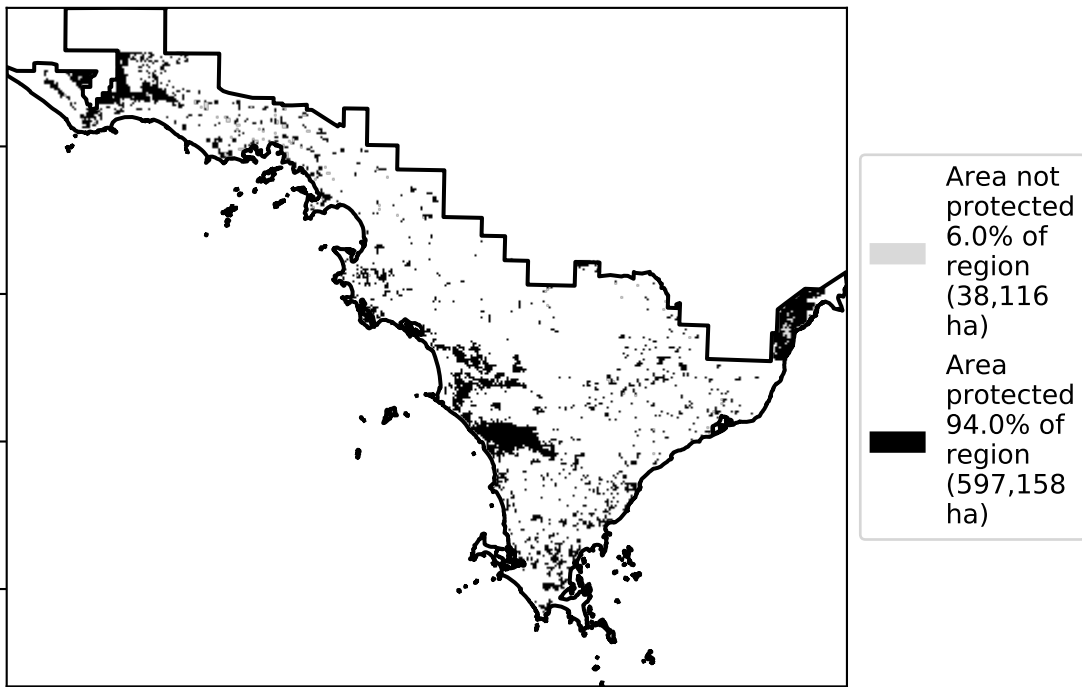 Area not
protected
6.0% of
region
(38,116
ha)
Area
protected
94.0% of
region
(597,158
ha)